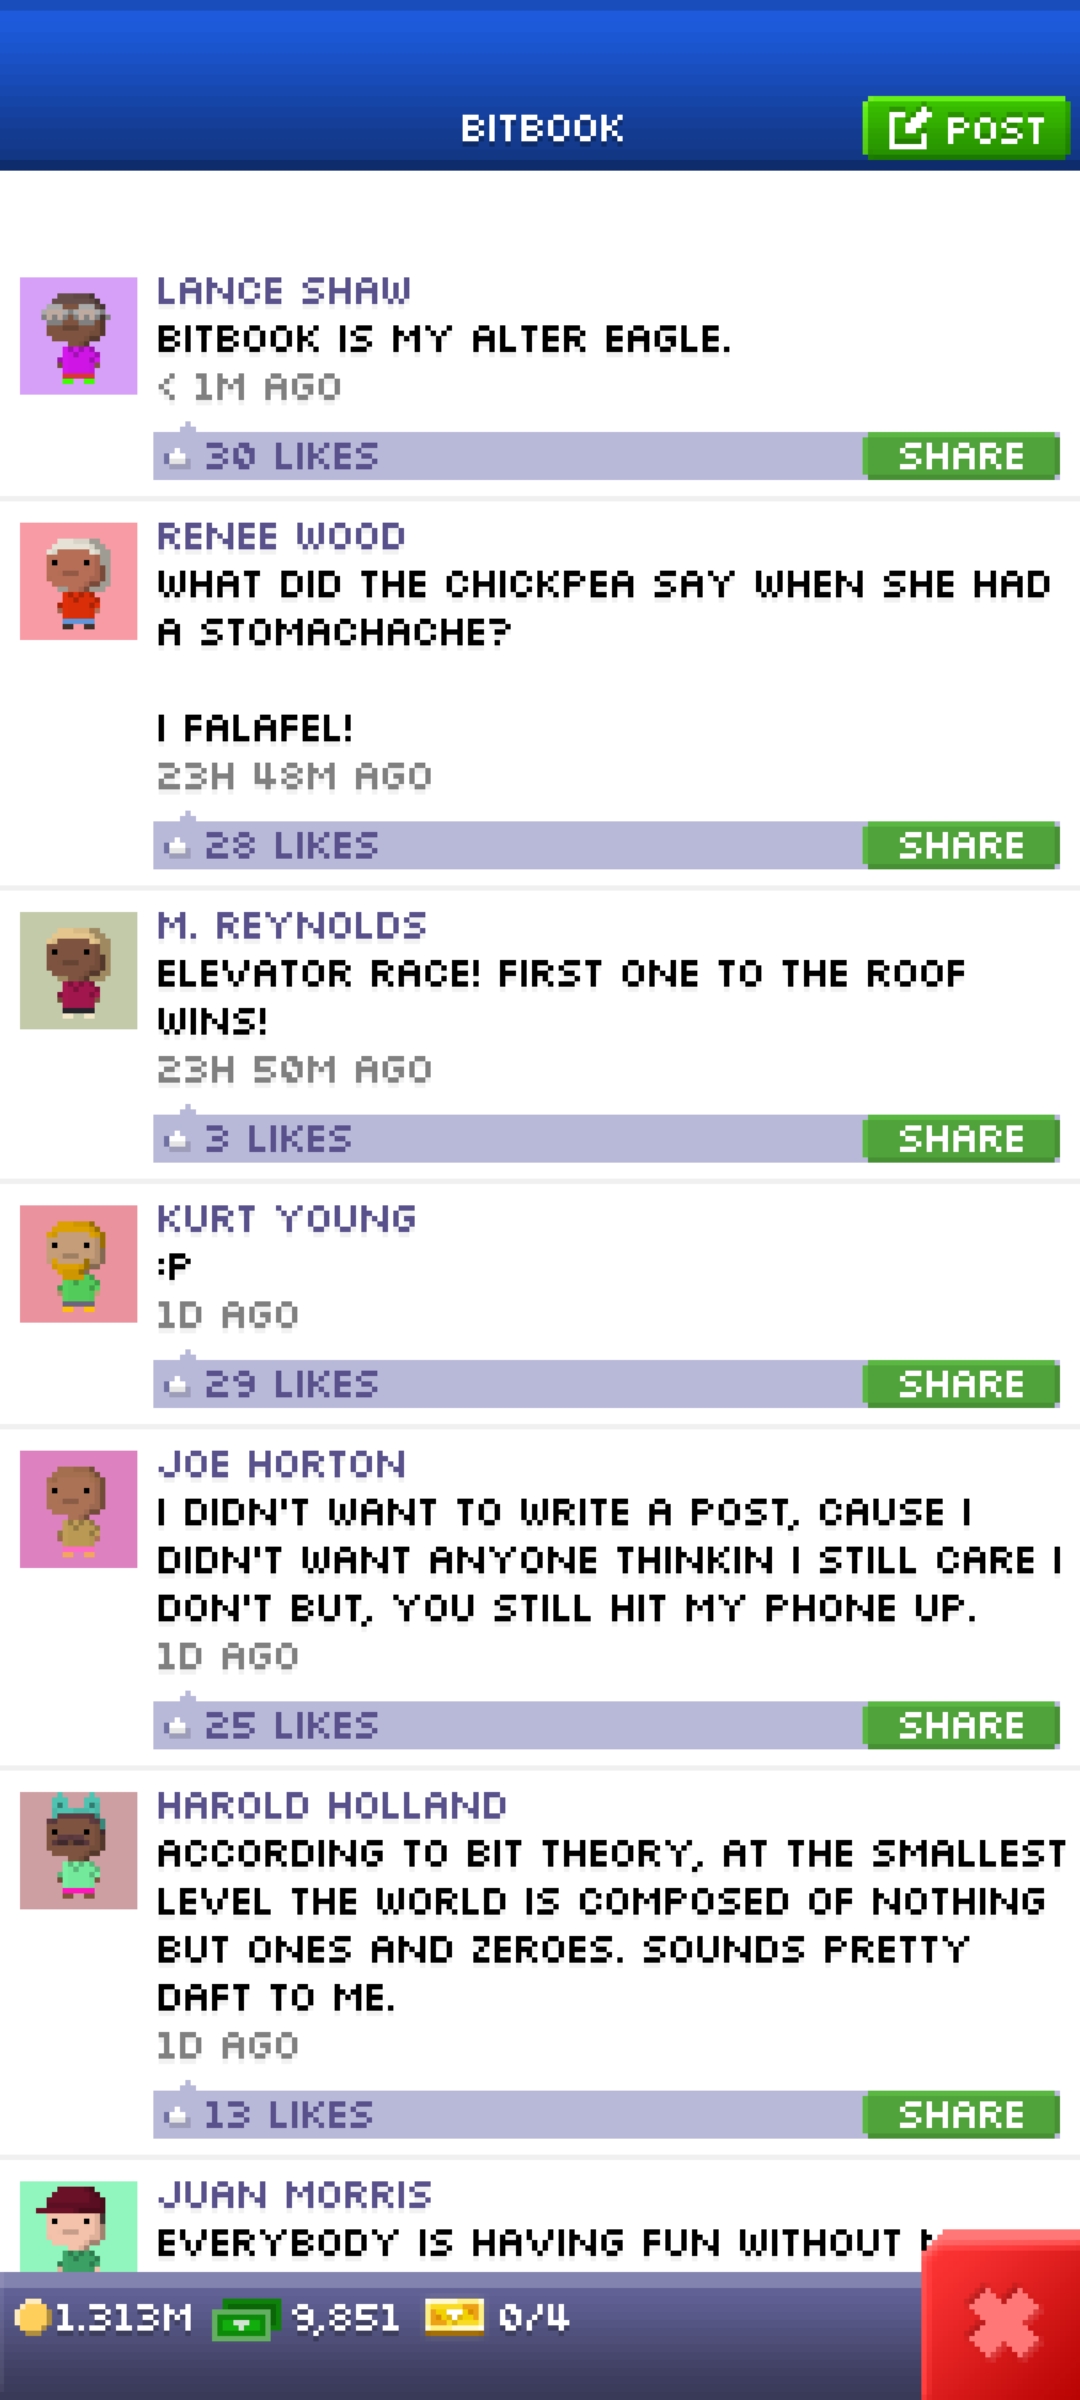 BITBOOK
POST
LANCE SHAW
BITBOOK IS MY ALTER EAGLE.
< 1M AGO
30 LIKES
SHARE
RENEE WOOD
WHAT DID THE CHICKPEA SAY WHEN SHE HAD
A STOMACHACHE?
I FALAFEL!
23H 48M AGO
28 LIKES
SHARE
M. REYNOLDS
ELEVATOR RACE! FIRST ONE TO THE ROOF
WINS!
23H 50M AGO
3 LIKES
SHARE
KURT YOUNG
:P
1D AGO
29 LIKES
SHARE
JOE HORTON
I DIDN'T WANT TO WRITE A POST, CAUSE I
DIDN'T WANT ANYONE THINKIN I STILL CARE I
DON'T BUT, YOU STILL HIT MY PHONE UP.
1D AGO
25 LIKES
SHARE
HAROLD HOLLAND
ACCORDING TO BIT THEORY, AT THE SMALLEST
LEVEL THE WORLD IS COMPOSED OF NOTHING
BUT ONES AND ZEROES. SOUNDS PRETTY
DAFT TO ME.
1D AGO
13 LIKES
SHARE
JUAN MORRIS
EVERYBODY IS HAVING FUN WITHOUT
1.313M 9,851 0/4